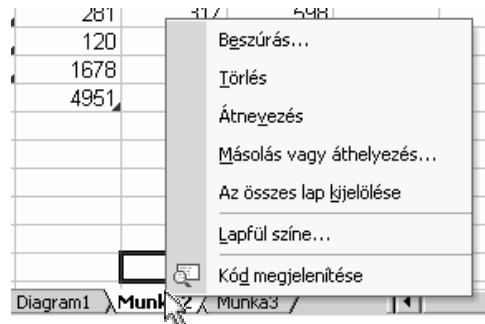 281 317 598
Beszúrás...
120
Törlés
1678
4951
Átnevezés
Másolás vagy áthelyezés...
Az összes lap kijelölése
Lapfül színe...
Kód megjelenítése
Diagram1 Munka2 Munka3